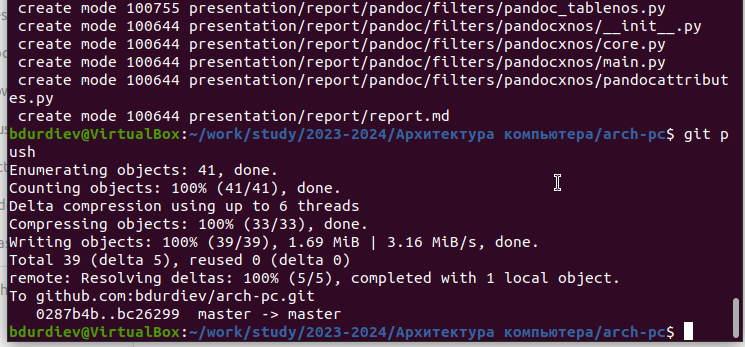 create mode 100755 presentation/report/pandoc/filters/pandoc_tablenos.py
create mode 100644 presentation/report/pandoc/filters/pandocxnos/__init__.py
create mode 100644 presentation/report/pandoc/filters/pandocxnos/core.py
create mode 100644 presentation/report/pandoc/filters/pandocxnos/main.py
create mode 100644 presentation/report/pandoc/filters/pandocxnos/pandocattribut
es.py
create mode 100644 presentation/report/report.md
bdurdiev@VirtualBox:~/work/study/2023-2024/Архитектура компьютера/arch-pc$ git p
ush
Enumerating objects: 41, done.
Counting objects: 100% (41/41), done.
Delta compression using up to 6 threads
Compressing objects: 100% (33/33), done.
Writing objects: 100% (39/39), 1.69 MiB | 3.16 MiB/s, done.
Total 39 (delta 5), reused 0 (delta 0)
remote: Resolving deltas: 100% (5/5), completed with 1 local object.
To github.com:bdurdiev/arch-pc.git
0287b4b..bc26299  master -> master
bdurdiev@VirtualBox:~/work/study/2023-2024/Архитектура компьютера/arch-pc$